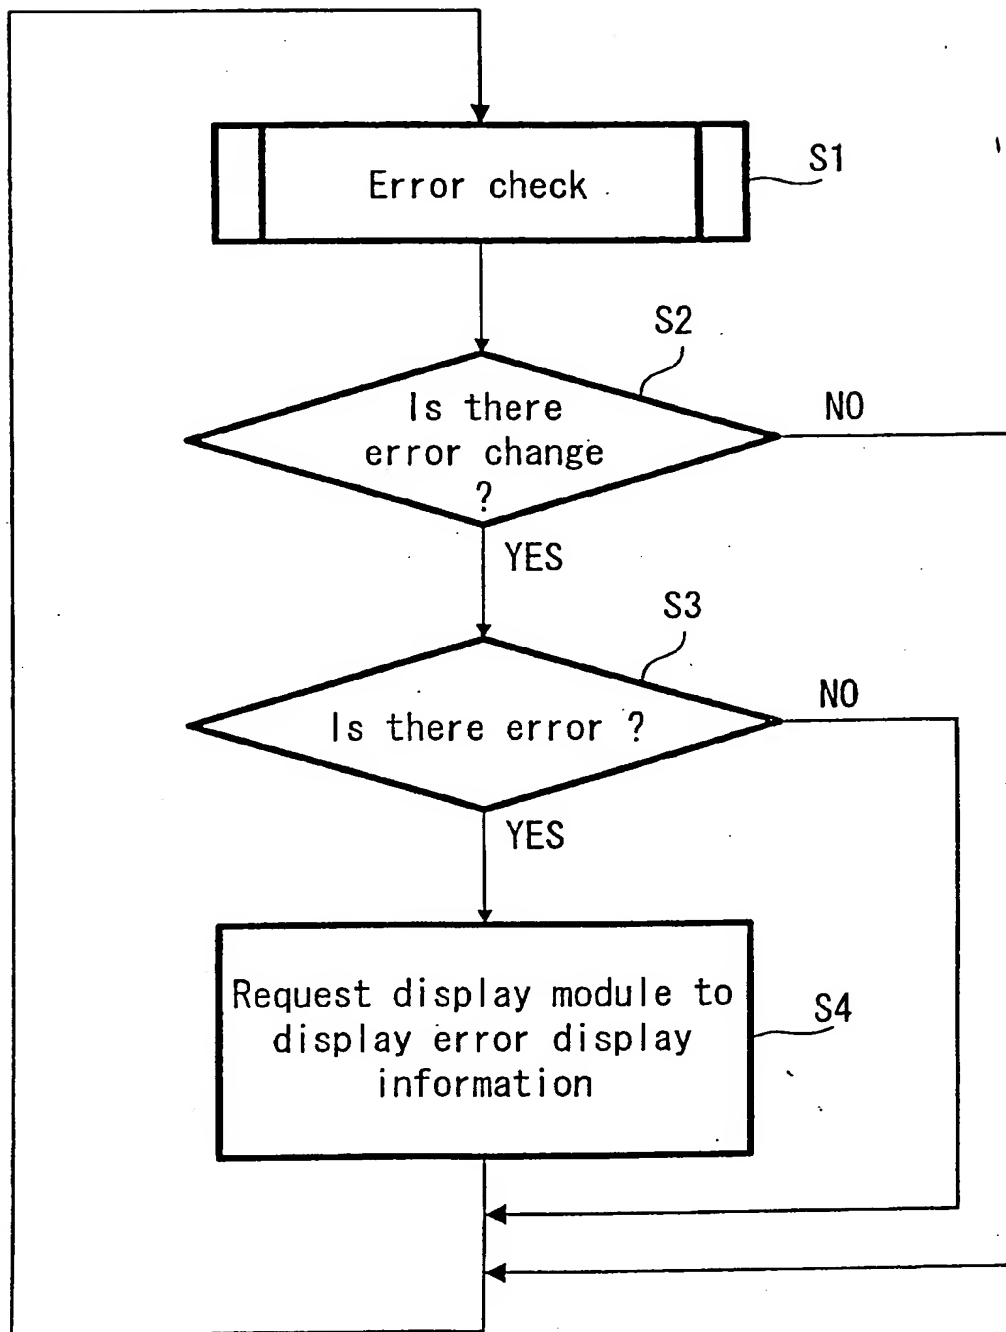 Error check
S1
S2
Is there
error change
?
NO
YES
S3
Is there error ?
NO
YES
Request display module to
display error display
information
S4